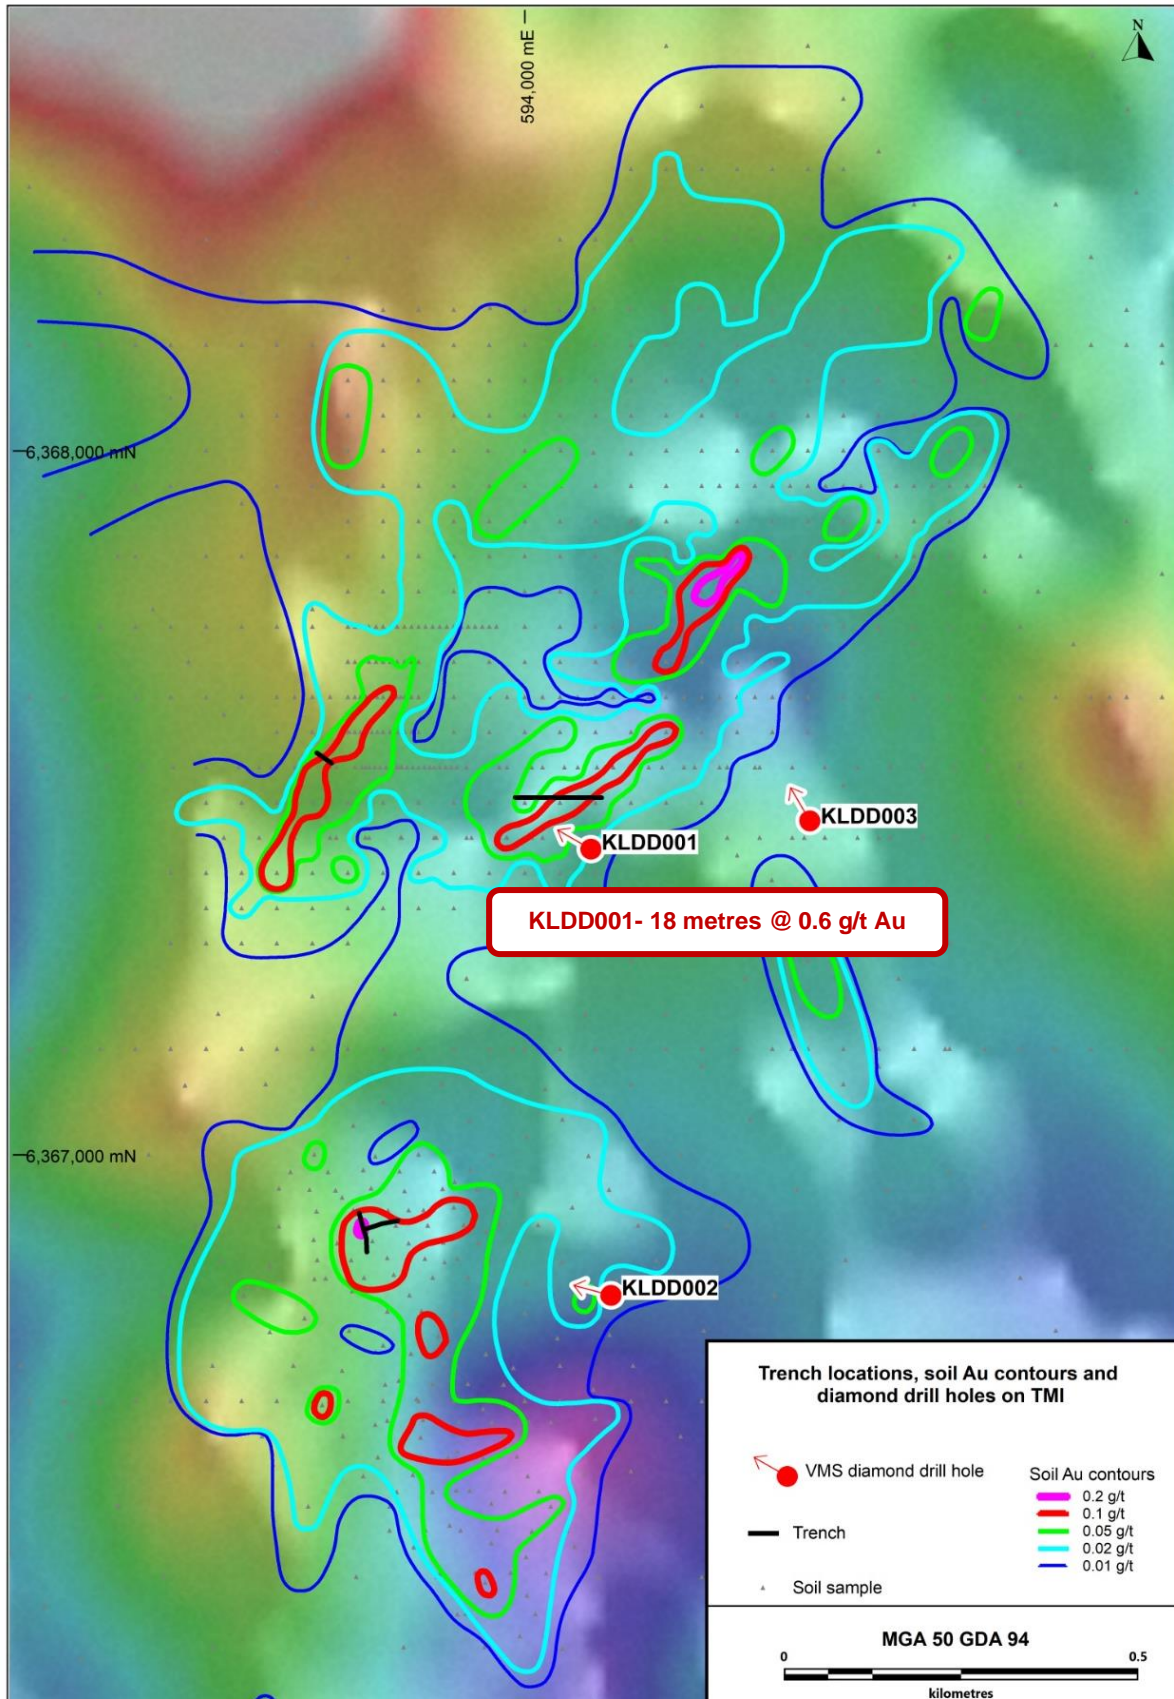 N
594,000 mE
6,368,000 mN
KLDD003
KLDD001
KLDD001- 18 metres @ 0.6 g/t Au
6,367,000 mN
KLDD002
Trench locations, soil Au contours and
diamond drill holes on TMI
VMS diamond drill hole
Trench
Soil sample
Soil Au contours
0.2 g/t
0.1 g/t
0.05 g/t
0.02 g/t
0.01 g/t
MGA 50 GDA 94
0 0.5
kilometres